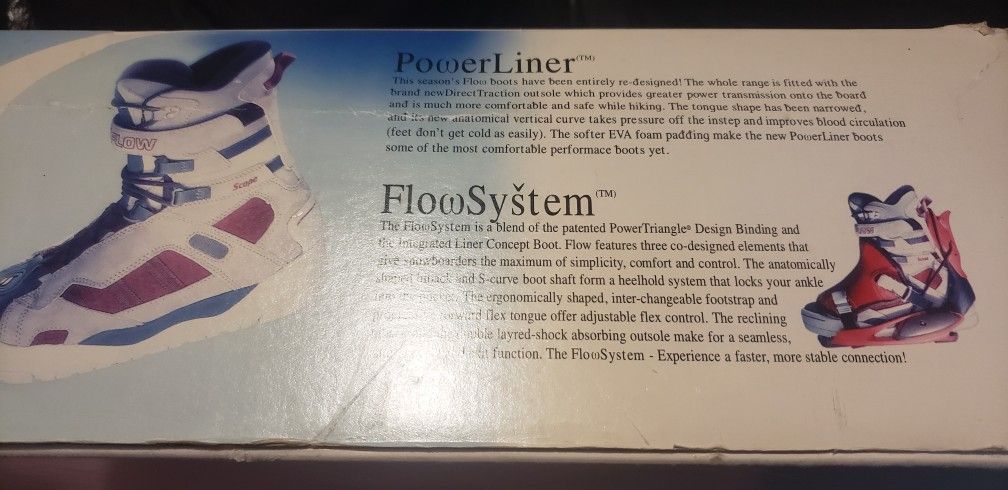 PowerLiner(TM)
This season's Flow boots have been entirely re-designed! The whole range is fitted with the
brand new DirectTraction outsole which provides greater power transmission onto the board
and is much more comfortable and safe while hiking. The tongue shape has been narrowed,
and its new anatomical vertical curve takes pressure off the instep and improves blood circulation
(feet don't get cold as easily). The softer EVA foam padding make the new PowerLiner boots
some of the most comfortable performace boots yet.
FLOW
Scope
FlowSyštem(TM)
The FlowSystem is a blend of the patented PowerTriangle® Design Binding and
the Integrated Liner Concept Boot. Flow features three co-designed elements that
give snowboarders the maximum of simplicity, comfort and control. The anatomically
shaped and S-curve boot shaft form a heelhold system that locks your ankle
The ergonomically shaped, inter-changeable footstrap and
flex tongue offer adjustable flex control. The reclining
layred-shock absorbing outsole make for a seamless,
function. The FlowSystem - Experience a faster, more stable connection!